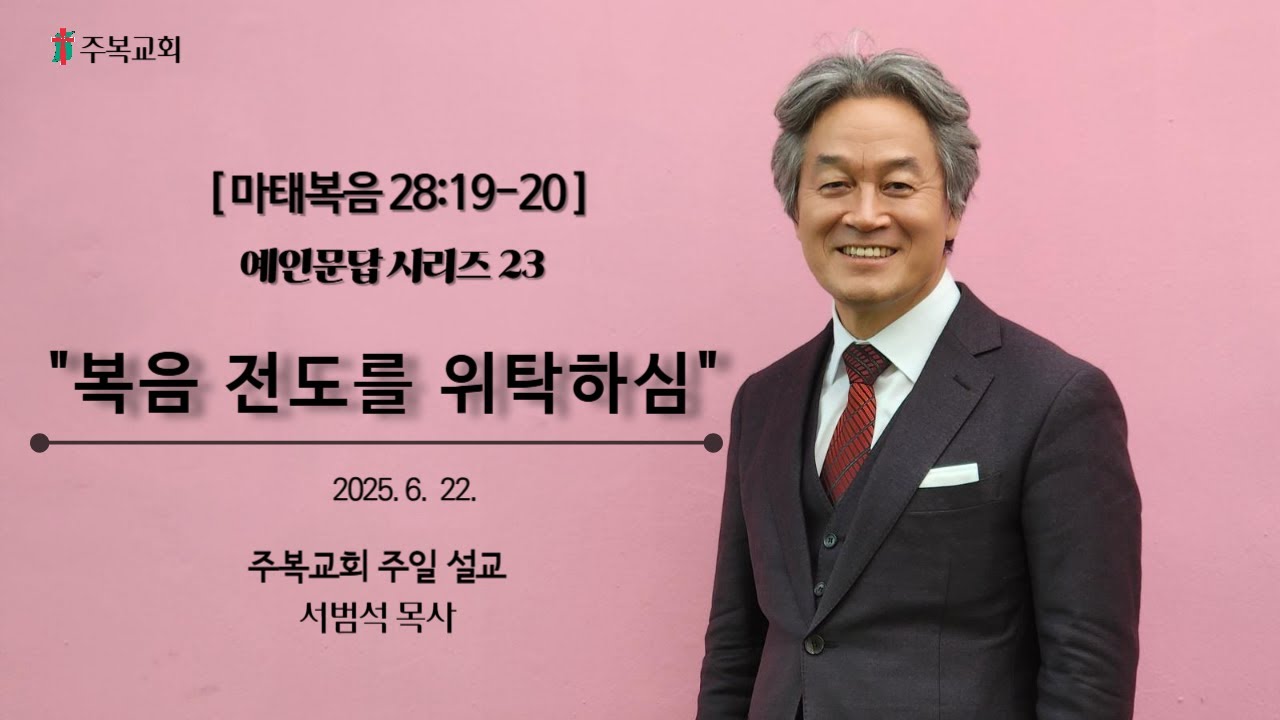 주복교회
[ 마태복음 28:19-20 ]
예인문답 시리즈 23
"복음 전도를 위탁하심"
2025. 6. 22.
주복교회 주일 설교
서범석 목사